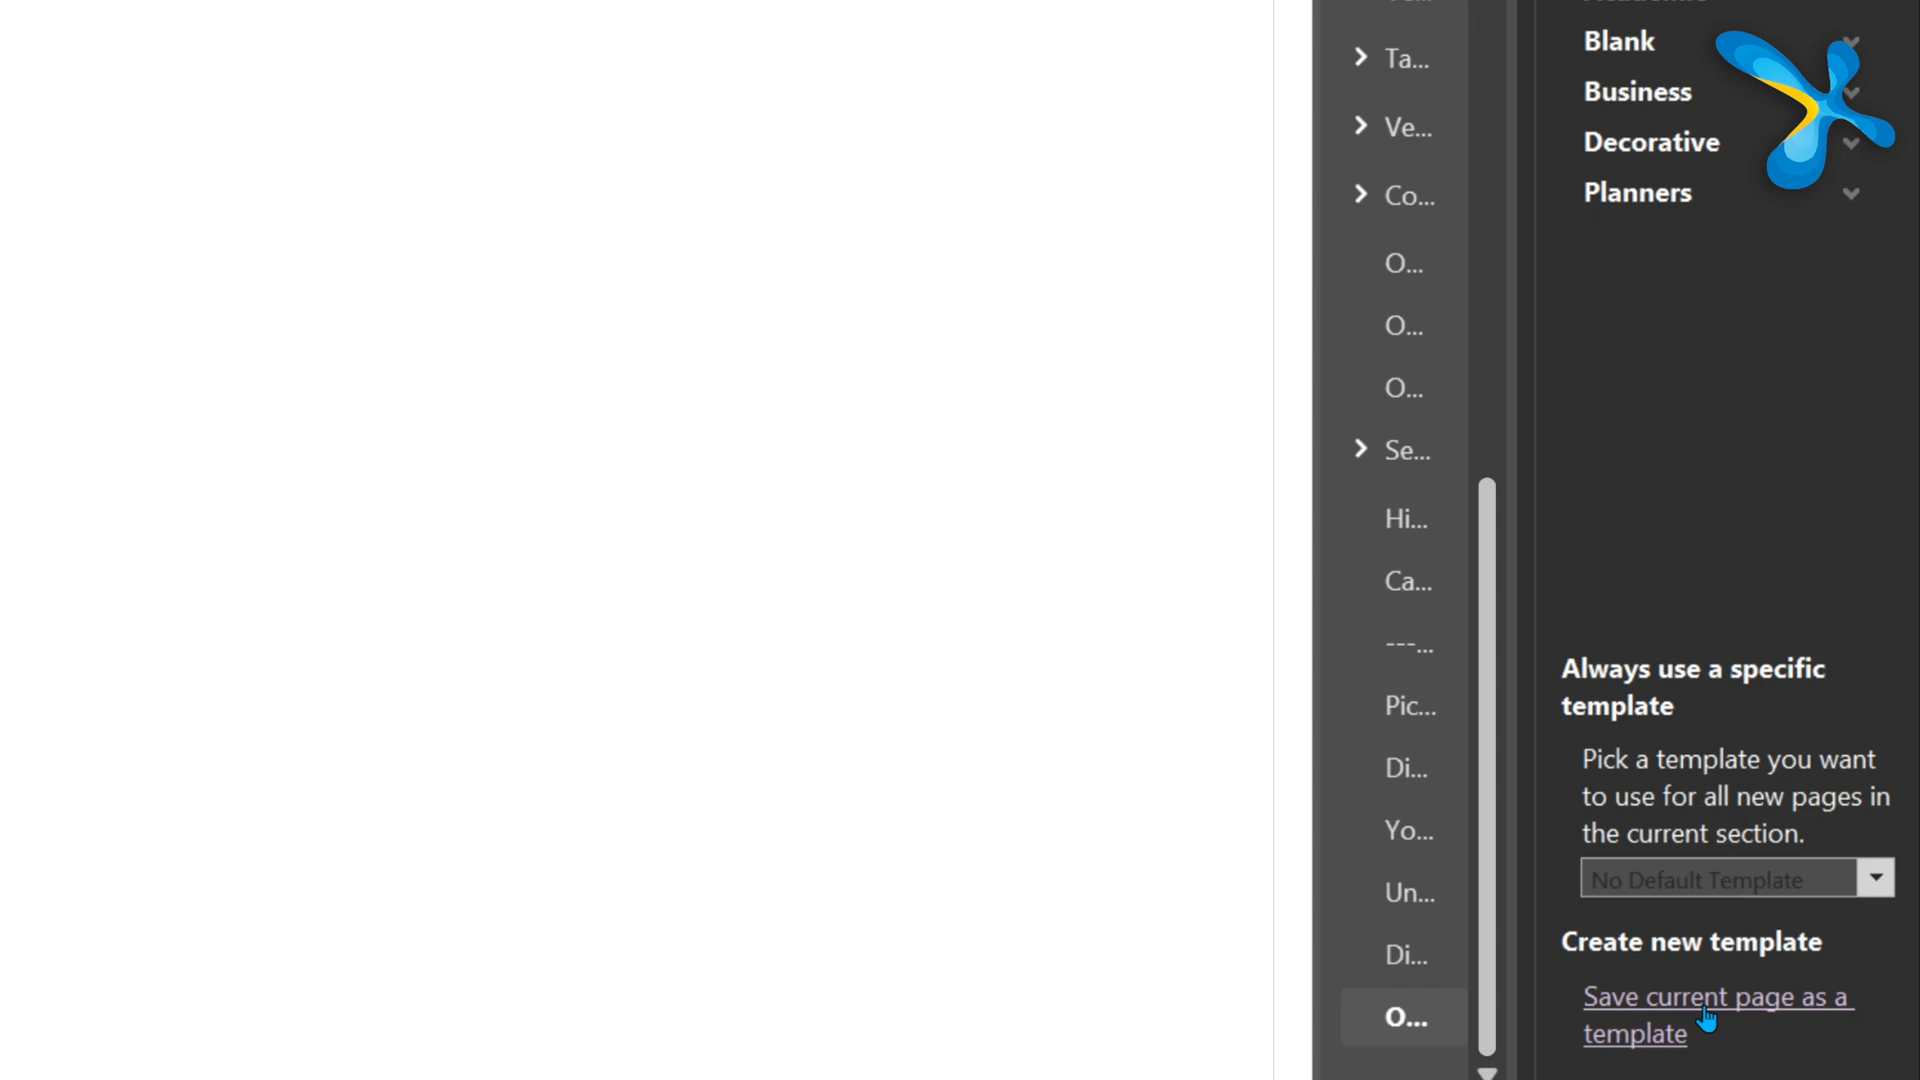 Ta...
Ve...
Co...
O...
O...
O...
Se...
Hi...
Ca...
---...
Pic...
Di...
Yo...
Un...
Di...
O...
Blank
Business
Decorative
Planners
Always use a specific
template
Pick a template you want
to use for all new pages in
the current section.
No Default Template
Create new template
Save current page as a
template